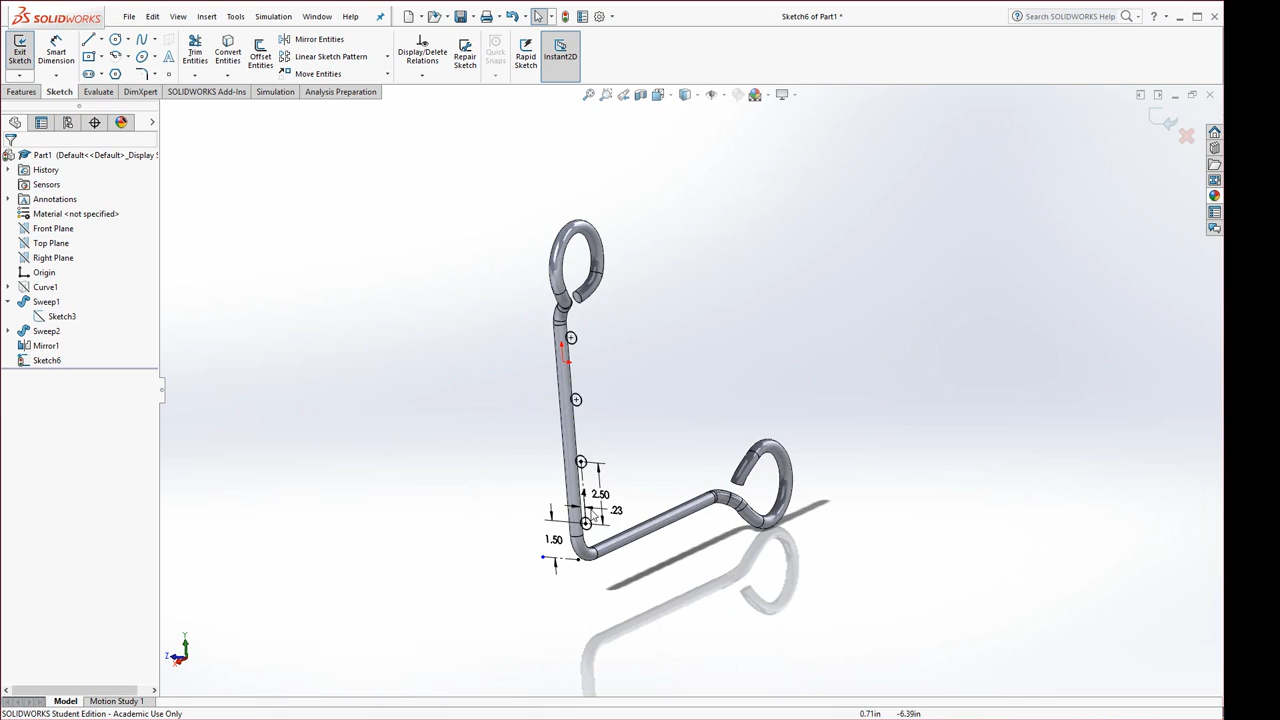 SOLIDWORKS File Edit View Insert Tools Simulation Window Help Sketch6 of Part1 * Search SOLIDWORKS Help ?
Exit Sketch
Smart Dimension
Trim Entities
Convert Entities
Offset Entities
Mirror Entities
Linear Sketch Pattern
Move Entities
Display/Delete Relations
Repair Sketch
Quick Snaps
Rapid Sketch
Instant2D
Features Sketch Evaluate DimXpert SOLIDWORKS Add-Ins Simulation Analysis Preparation
Part1 (Default<<Default>_Display S
History
Sensors
Annotations
Material <not specified>
Front Plane
Top Plane
Right Plane
Origin
Curve1
Sweep1
Sketch3
Sweep2
Mirror1
Sketch6
4
2.50
.23
1.50
Y
Z
X
Model Motion Study 1
SOLIDWORKS Student Edition - Academic Use Only 0.71in -6.39in